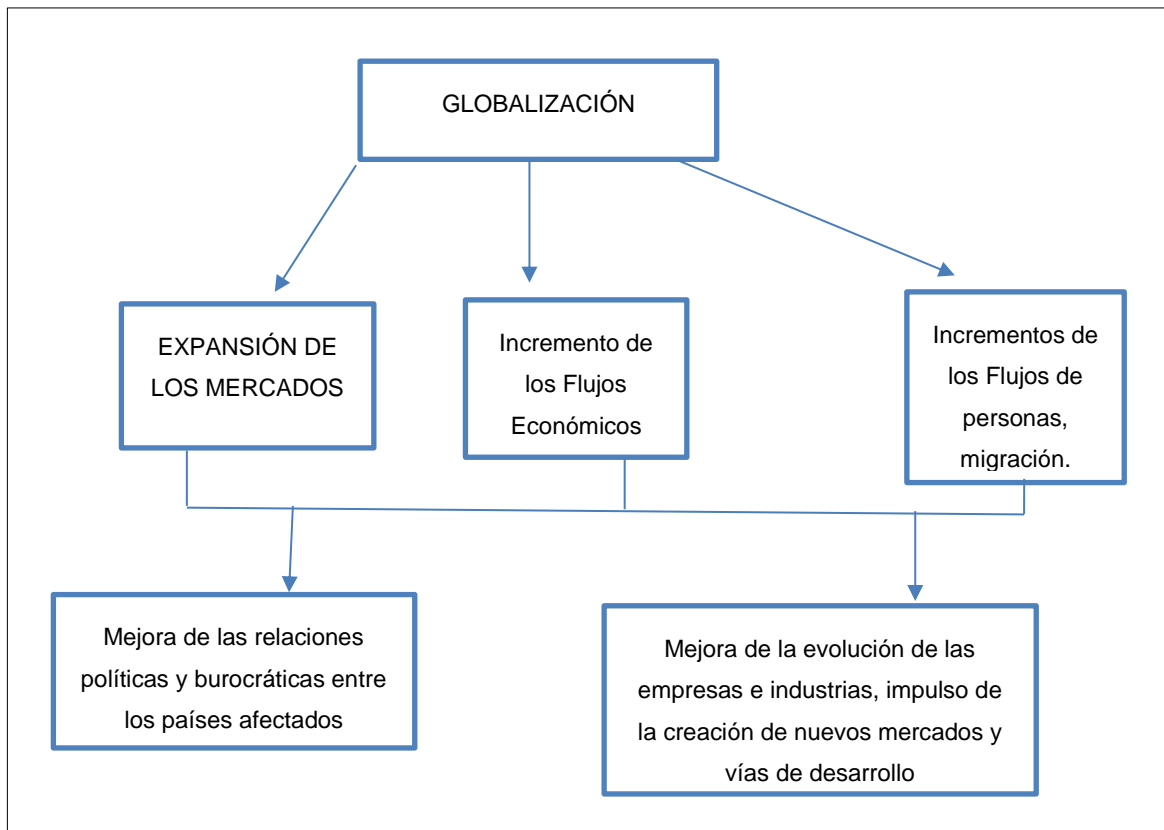 GLOBALIZACIÓN
EXPANSIÓN DE
LOS MERCADOS
Incremento de
los Flujos
Económicos
Incrementos de
los Flujos de
personas,
migración.
Mejora de las relaciones
políticas y burocráticas entre
los países afectados
Mejora de la evolución de las
empresas e industrias, impulso de
la creación de nuevos mercados y
vías de desarrollo